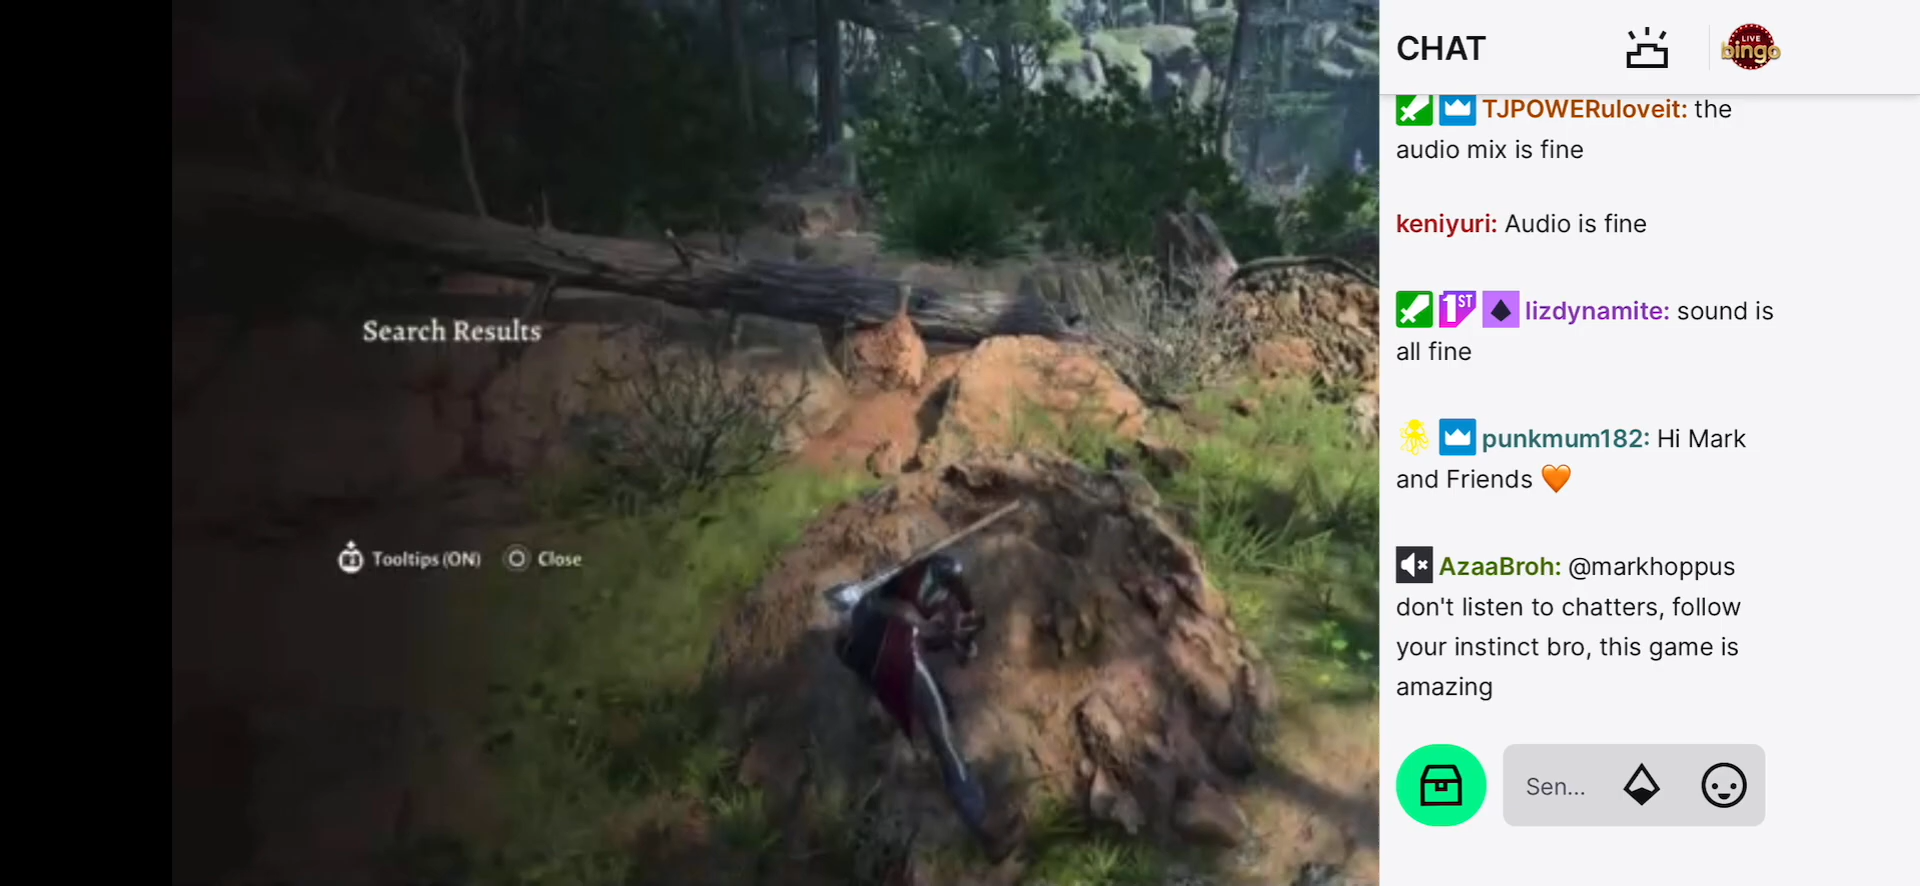 Search Results
Tooltips (ON) Close
CHAT
LIVE
bingo
TJPOWERuloveit: the
audio mix is fine
keniyuri: Audio is fine
1ST lizdynamite: sound is
all fine
punkmum182: Hi Mark
and Friends 🧡
AzaaBroh: @markhoppus
don't listen to chatters, follow
your instinct bro, this game is
amazing
Sen...